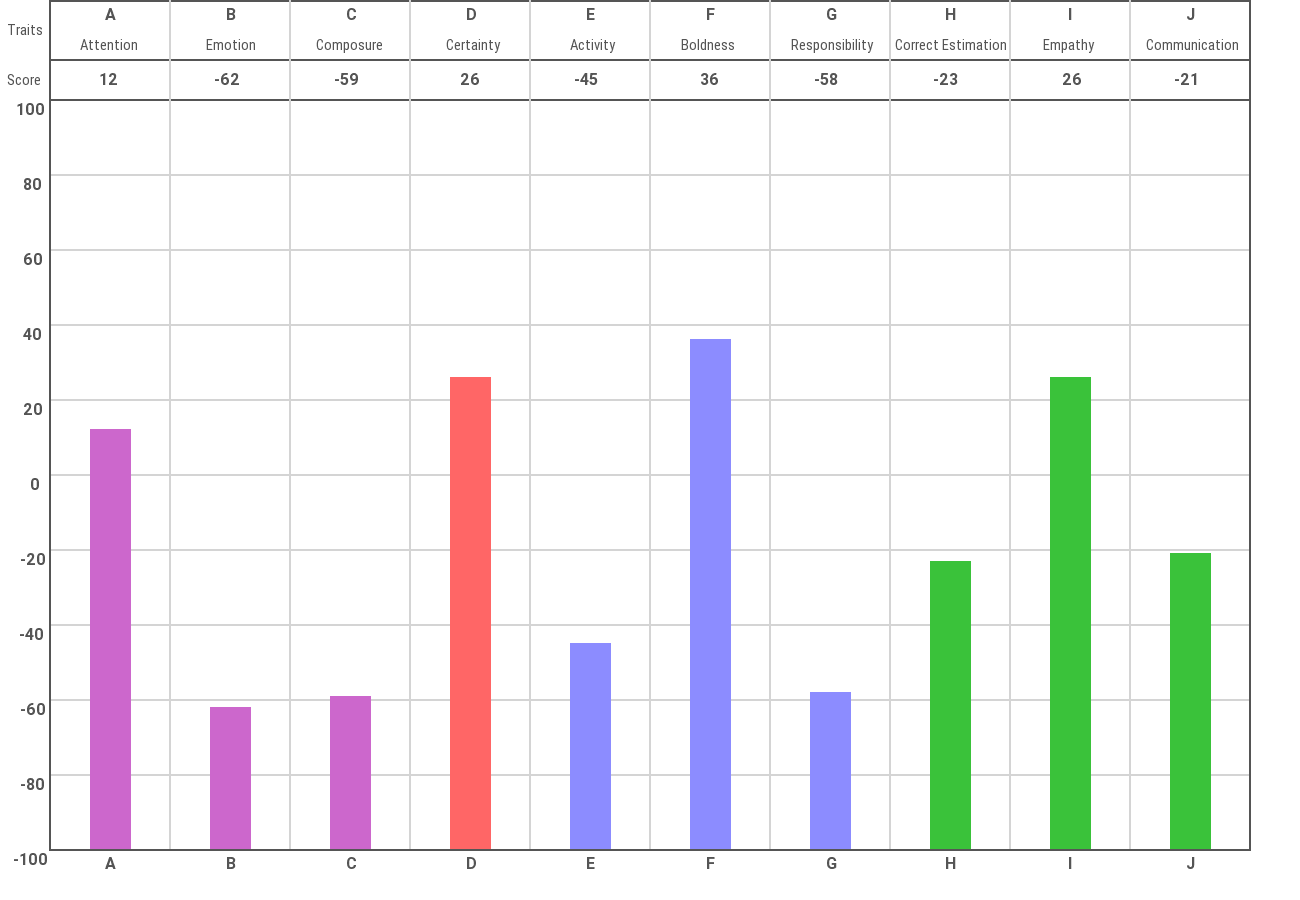 Traits A B C D E F G H I J
Attention Emotion Composure Certainty Activity Boldness Responsibility Correct Estimation Empathy Communication
Score 12 -62 -59 26 -45 36 -58 -23 26 -21
100
80
60
40
20
0
-20
-40
-60
-80
-100
A B C D E F G H I J